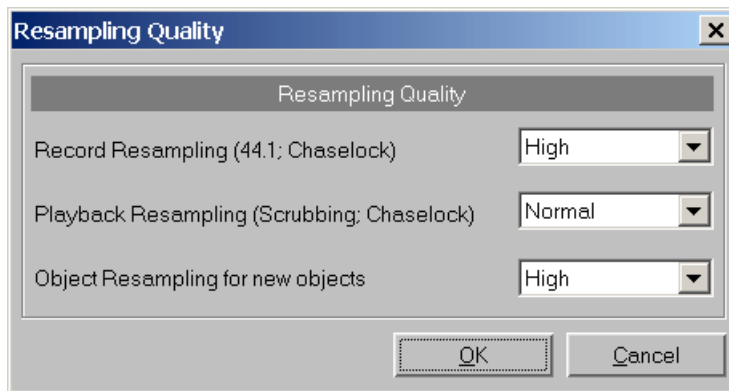 Resampling Quality
Resampling Quality
Record Resampling (44.1; Chaselock) High
Playback Resampling (Scrubbing; Chaselock) Normal
Object Resampling for new objects High
OK Cancel